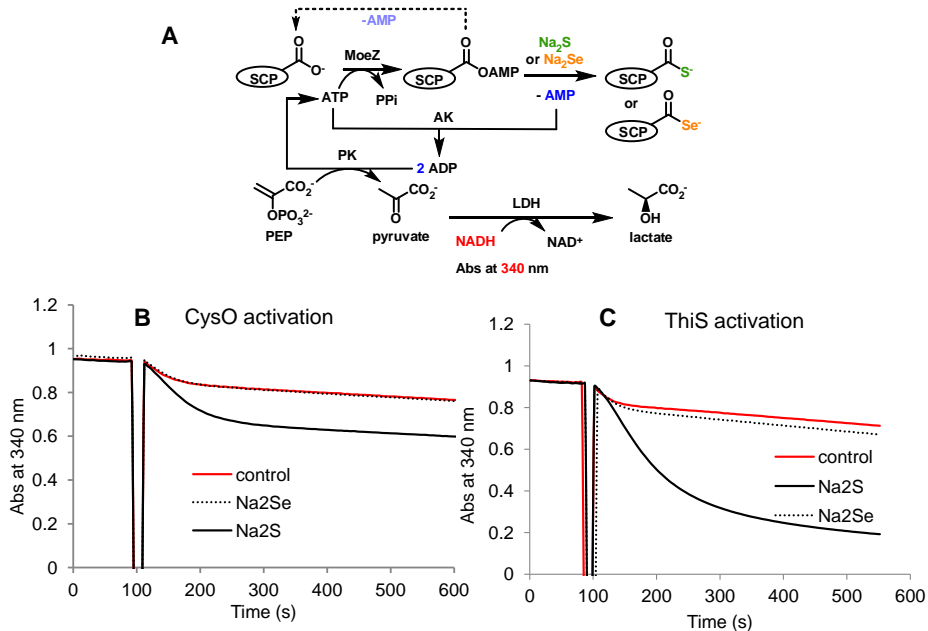 A
-AMP
O
O⁻
SCP
MoeZ
ATP
PPi
O
OAMP
SCP
Na₂S
or Na₂Se
- AMP
O
S⁻
SCP
or
O
Se⁻
SCP
AK
2 ADP
PK
CO₂⁻
OPO₃²⁻
PEP
CO₂⁻
O
pyruvate
LDH
NADH
NAD⁺
Abs at 340 nm
CO₂⁻
OH
lactate
B CysO activation
Abs at 340 nm
1.2
1
0.8
0.6
0.4
0.2
0
control
Na2Se
Na2S
0 100 200 300 400 500 600
Time (s)
C ThiS activation
Abs at 340 nm
1.2
1
0.8
0.6
0.4
0.2
0
control
Na2S
Na2Se
0 100 200 300 400 500 600
Time (s)